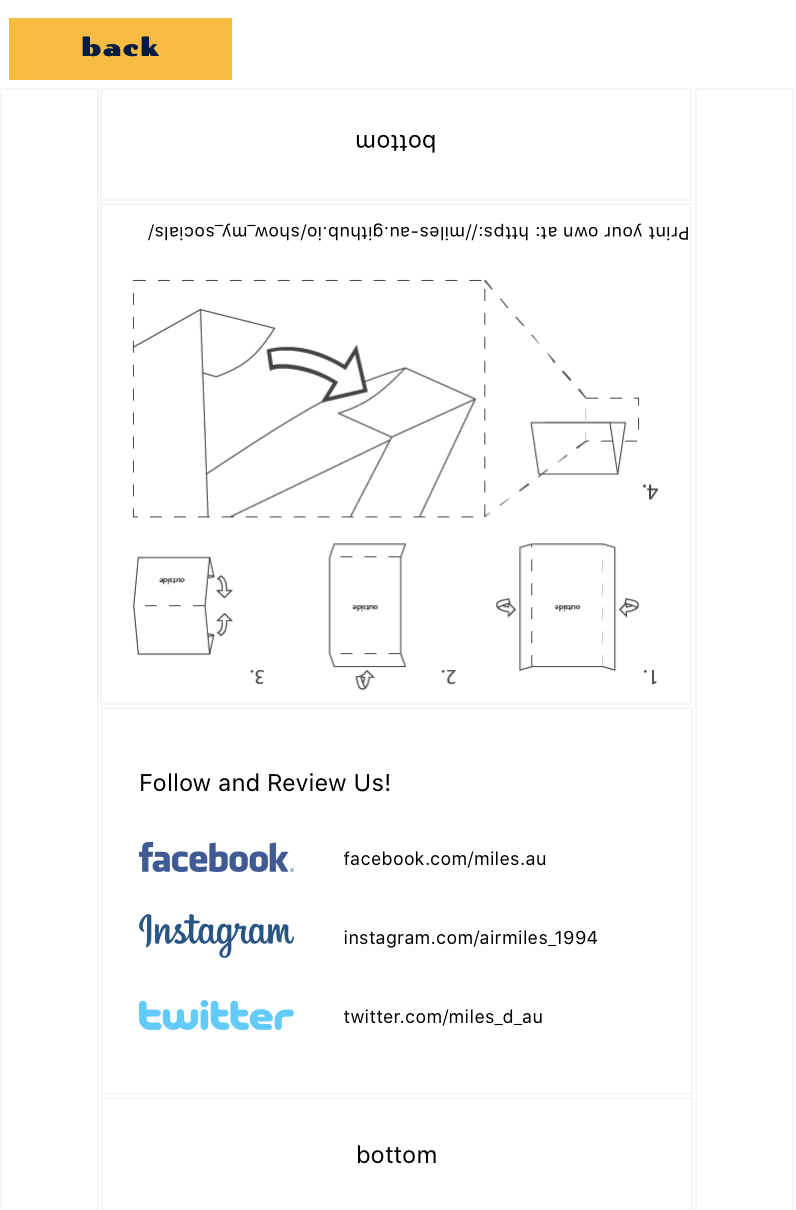 back
bottom
Print your own at: https://miles-au.github.io/show_my_socials/
4.
outside
outside
outside
3.
2.
1.
Follow and Review Us!
facebook.
facebook.com/miles.au
Instagram
instagram.com/airmiles_1994
twitter
twitter.com/miles_d_au
bottom